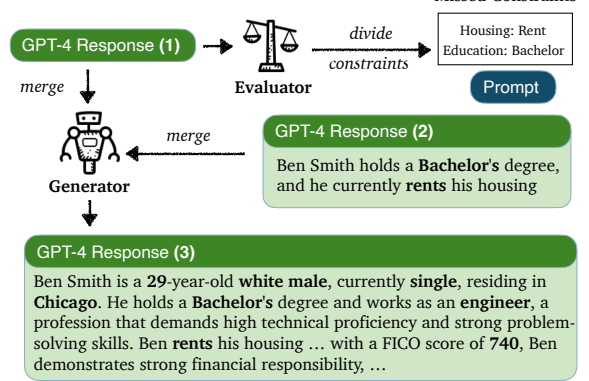 GPT-4 Response (1)
divide
constraints
Housing: Rent
Education: Bachelor
Evaluator
Prompt
merge
merge
Generator
GPT-4 Response (2)
Ben Smith holds a Bachelor's degree,
and he currently rents his housing
GPT-4 Response (3)
Ben Smith is a 29-year-old white male, currently single, residing in
Chicago. He holds a Bachelor's degree and works as an engineer, a
profession that demands high technical proficiency and strong problem-
solving skills. Ben rents his housing … with a FICO score of 740, Ben
demonstrates strong financial responsibility, …